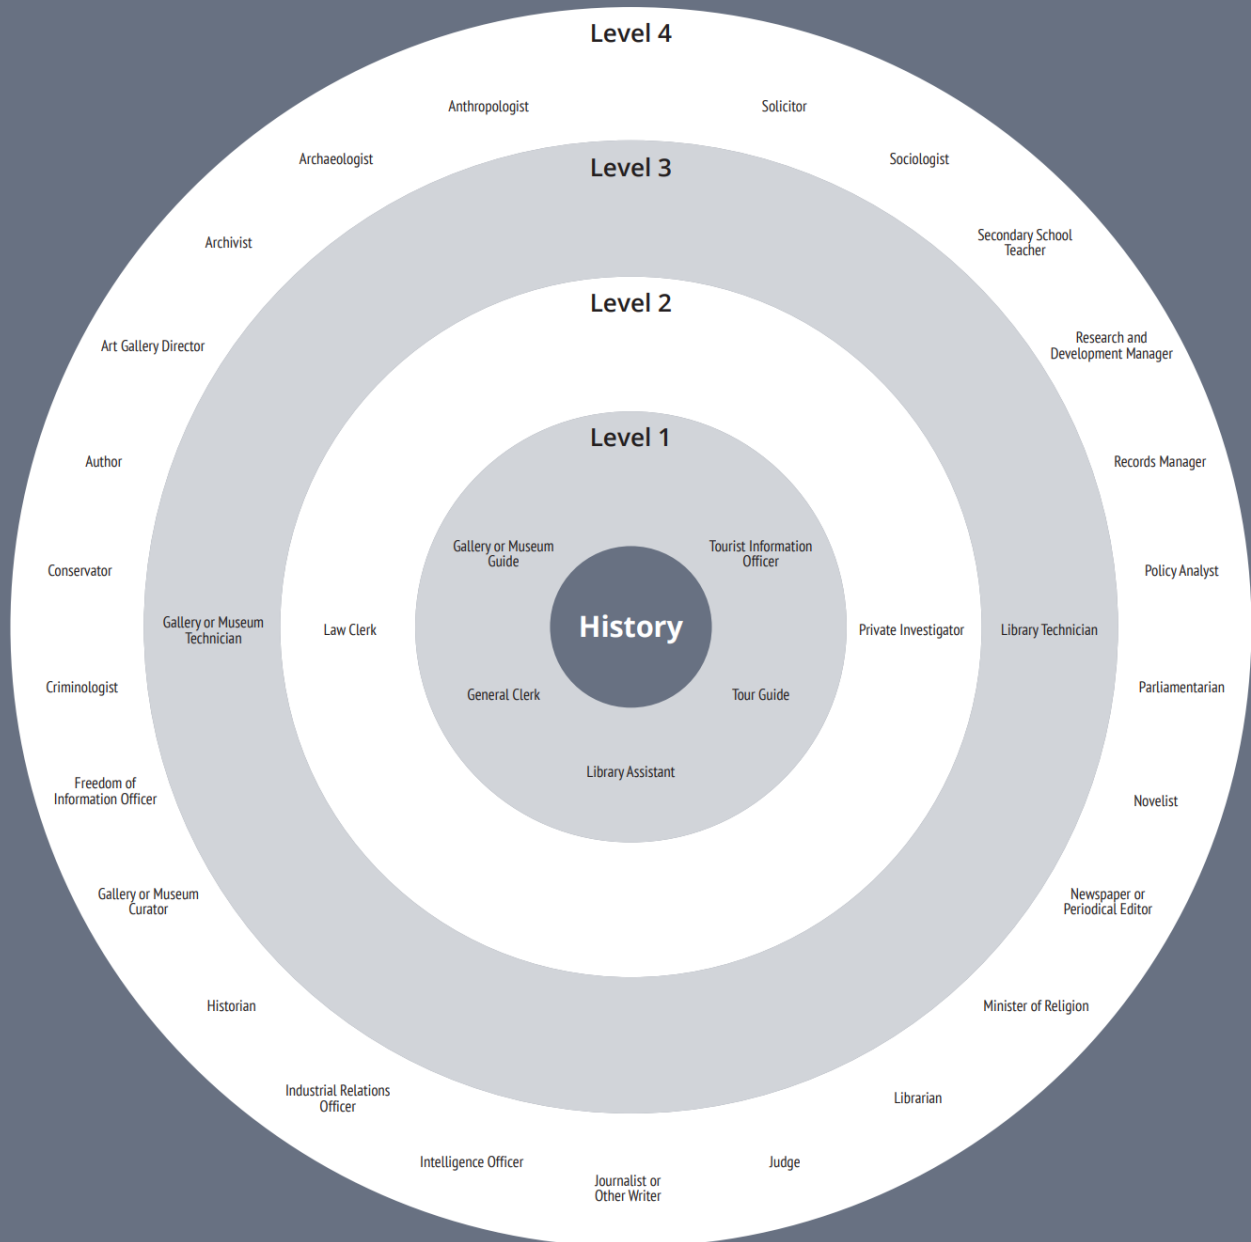 Level 4
Anthropologist
Solicitor
Archaeologist
Sociologist
Archivist
Secondary School
Teacher
Art Gallery Director
Research and
Development Manager
Author
Records Manager
Conservator
Policy Analyst
Criminologist
Parliamentarian
Freedom of
Information Officer
Novelist
Gallery or Museum
Curator
Newspaper or
Periodical Editor
Historian
Minister of Religion
Industrial Relations
Officer
Librarian
Intelligence Officer
Judge
Journalist or
Other Writer
Level 3
Gallery or Museum
Technician
Library Technician
Level 2
Law Clerk
Private Investigator
Level 1
Gallery or Museum
Guide
Tourist Information
Officer
General Clerk
Tour Guide
Library Assistant
History